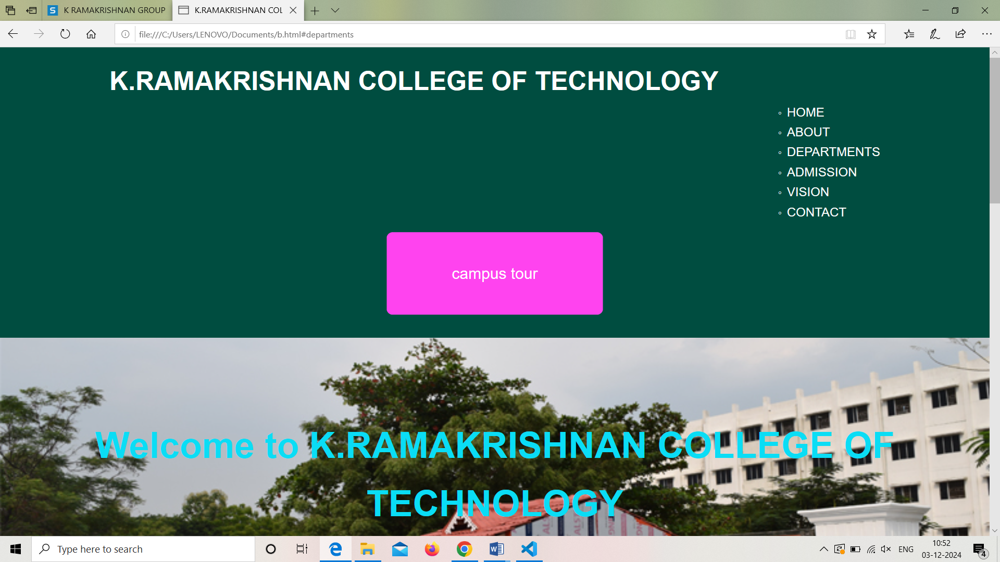 K RAMAKRISHNAN GROUP
K.RAMAKRISHNAN COL
file:///C:/Users/LENOVO/Documents/b.html#departments
K.RAMAKRISHNAN COLLEGE OF TECHNOLOGY
HOME
ABOUT
DEPARTMENTS
ADMISSION
VISION
CONTACT
campus tour
Welcome to K.RAMAKRISHNAN COLLEGE OF
TECHNOLOGY
Type here to search
ENG
10:52
03-12-2024
4